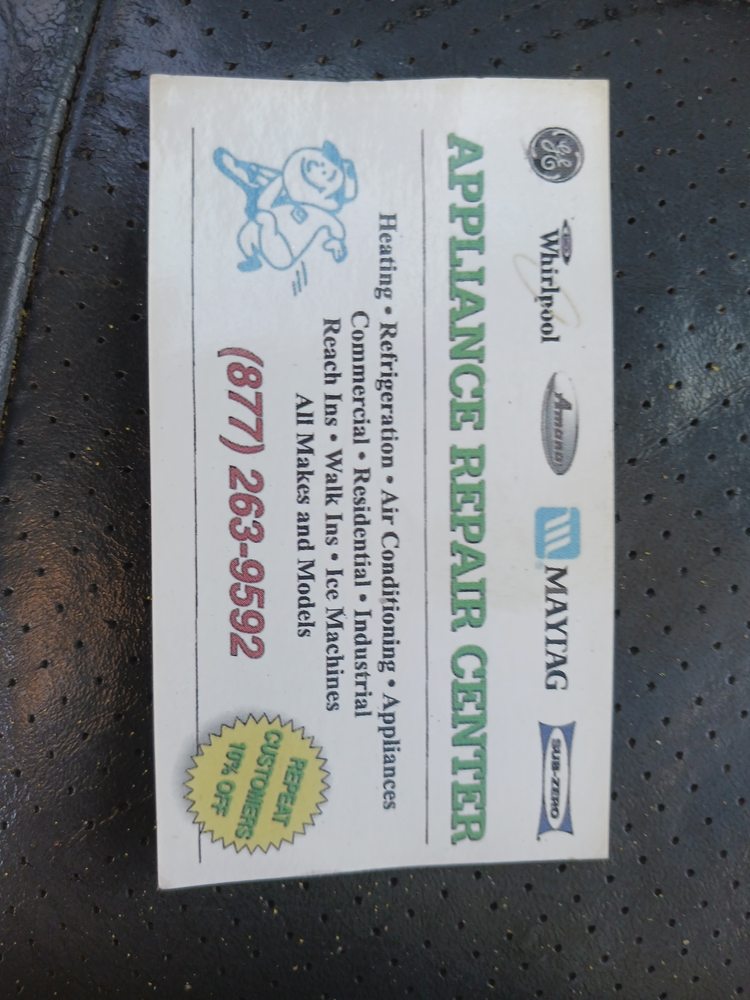 GE
Whirlpool
Amana
MAYTAG
SUB-ZERO
APPLIANCE REPAIR CENTER
Heating • Refrigeration • Air Conditioning • Appliances
Commercial • Residential • Industrial
Reach Ins • Walk Ins • Ice Machines
All Makes and Models
(877) 263-9592
REPEAT
CUSTOMERS
10% OFF